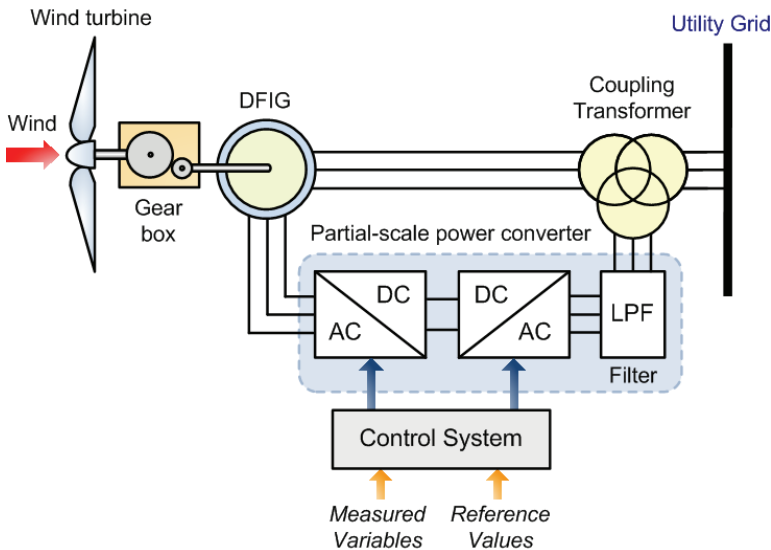 Wind turbine
Utility Grid
Coupling
Transformer
DFIG
Wind
Gear
box
Partial-scale power converter
DC
AC
DC
AC
LPF
Filter
Control System
Measured
Variables
Reference
Values